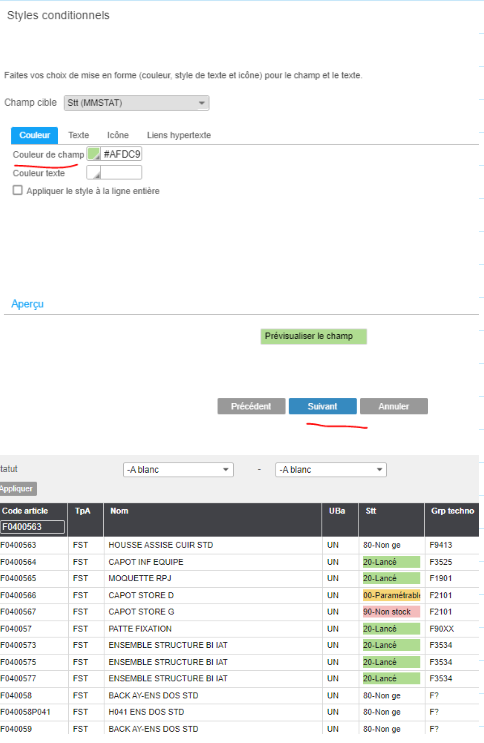 Styles conditionnels
Faites vos choix de mise en forme (couleur, style de texte et icône) pour le champ et le texte.
Champ cible Stt (MMSTAT)
Couleur Texte Icône Liens hypertexte
Couleur de champ #AFDC9
Couleur texte
Appliquer le style à la ligne entière
Aperçu
Prévisualiser le champ
Précédent Suivant Annuler
tatut -A blanc - -A blanc
Appliquer
Code article TpA Nom UBa Stt Grp techno
F0400563
F0400563 FST HOUSSE ASSISE CUIR STD UN 80-Non ge F9413
F0400564 FST CAPOT INF EQUIPE UN 20-Lancé F3525
F0400565 FST MOQUETTE RPJ UN 20-Lancé F1901
F0400566 FST CAPOT STORE D UN 00-Paramétrable F2101
F0400567 FST CAPOT STORE G UN 90-Non stock F2101
F040057 FST PATTE FIXATION UN 20-Lancé F90XX
F0400573 FST ENSEMBLE STRUCTURE BI IAT UN 20-Lancé F3534
F0400575 FST ENSEMBLE STRUCTURE BI IAT UN 20-Lancé F3534
F0400577 FST ENSEMBLE STRUCTURE BI IAT UN 20-Lancé F3534
F040058 FST BACK AY-ENS DOS STD UN 80-Non ge F?
F040058P041 FST H041 ENS DOS STD UN 80-Non ge F?
F040059 FST BACK AY-ENS DOS STD UN 80-Non ge F?